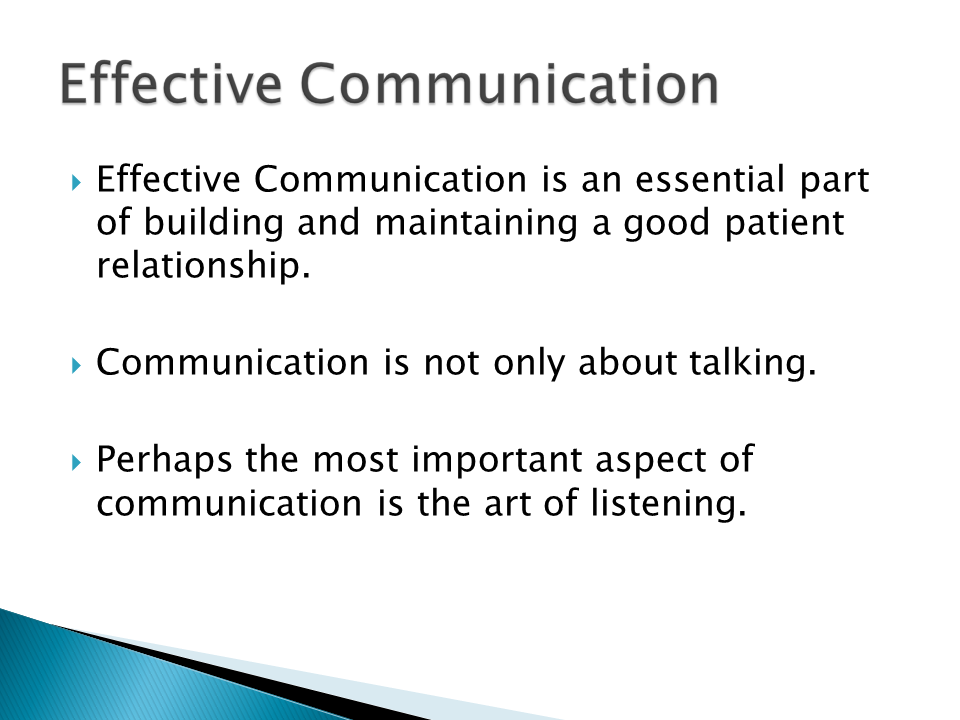 Effective Communication
Effective Communication is an essential part
of building and maintaining a good patient
relationship.
Communication is not only about talking.
Perhaps the most important aspect of
communication is the art of listening.